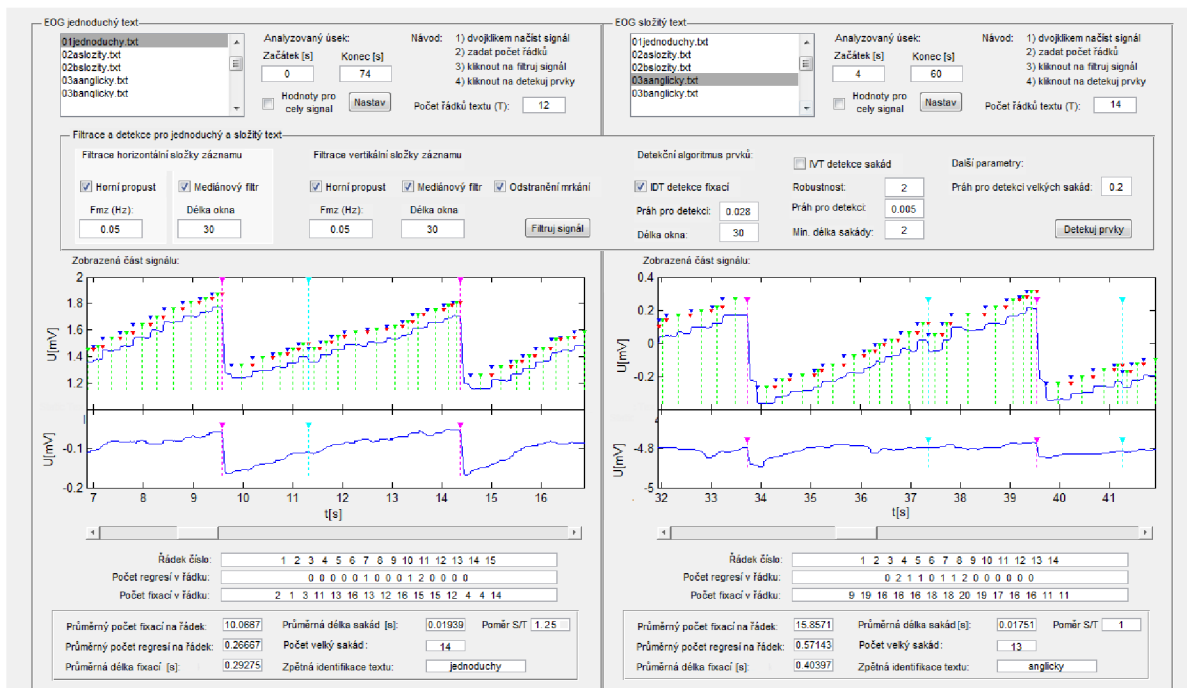 EOG jednoduchý text
01jednoduchy.txt
02aslozity.txt
02bslozity.txt
03aanglicky.txt
03banglicky.txt
Analyzovaný úsek:
Začátek [s] Konec [s]
0 74
Hodnoty pro cely signal
Nastav
Návod: 1) dvojklikem načíst signál
2) zadat počet řádků
3) kliknout na filtruj signál
4) kliknout na detekuj prvky
Počet řádků textu (T): 12
EOG složitý text
01jednoduchy.txt
02aslozity.txt
02bslozity.txt
03aanglicky.txt
03banglicky.txt
Analyzovaný úsek:
Začátek [s] Konec [s]
4 60
Hodnoty pro cely signal
Nastav
Návod: 1) dvojklikem načíst signál
2) zadat počet řádků
3) kliknout na filtruj signál
4) kliknout na detekuj prvky
Počet řádků textu (T): 14
Filtrace a detekce pro jednoduchý a složitý text
Filtrace horizontální složky záznamu
Horní propust Mediánový filtr
Fmz (Hz): Délka okna
0.05 30
Filtrace vertikální složky záznamu
Horní propust Mediánový filtr Odstranění mrkání
Fmz (Hz): Délka okna
0.05 30
Filtruj signál
Detekční algoritmus prvků:
IDT detekce fixací
Práh pro detekci: 0.028
Délka okna: 30
IVT detekce sakád
Robustnost: 2
Práh pro detekci: 0.005
Min. délka sakády: 2
Další parametry:
Práh pro detekci velkých sakád: 0.2
Detekuj prvky
Zobrazená část signálu:
2
1.8
1.6
1.4
1.2
U[mV]
-0.1
-0.2
U[mV]
7 8 9 10 11 12 13 14 15 16
t[s]
Zobrazená část signálu:
0.4
0.2
0
-0.2
U[mV]
-4.8
-5
U[mV]
32 33 34 35 36 37 38 39 40 41
t[s]
Řádek číslo: 1 2 3 4 5 6 7 8 9 10 11 12 13 14 15
Počet regresí v řádku: 0 0 0 0 0 1 0 0 0 1 2 0 0 0 0
Počet fixací v řádku: 2 1 3 11 13 16 13 12 16 15 15 12 4 4 14
Průměrný počet fixací na řádek: 10.0667
Průměrný počet regresí na řádek: 0.26667
Průměrná délka fixací [s]: 0.29275
Průměrná délka sakád [s]: 0.01939
Poměr S/T 1.25
Počet velký sakád: 14
Zpětná identifikace textu: jednoduchy
Řádek číslo: 1 2 3 4 5 6 7 8 9 10 11 12 13 14
Počet regresí v řádku: 0 2 1 1 0 1 1 2 0 0 0 0 0 0
Počet fixací v řádku: 9 19 16 16 16 18 18 20 19 17 16 16 11 11
Průměrný počet fixací na řádek: 15.8571
Průměrný počet regresí na řádek: 0.57143
Průměrná délka fixací [s]: 0.40397
Průměrná délka sakád [s]: 0.01751
Poměr S/T 1
Počet velký sakád: 13
Zpětná identifikace textu: anglicky